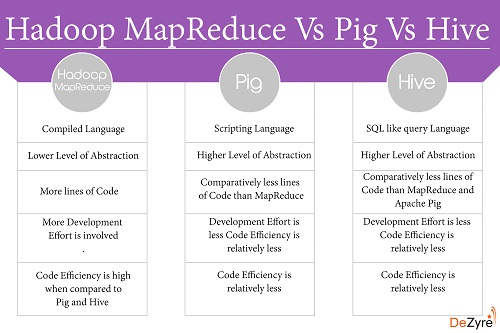 Hadoop MapReduce Vs Pig Vs Hive
Hadoop
MapReduce
Pig
Hive
Compiled Language
Scripting Language
SQL like query Language
Lower Level of Abstraction
Higher Level of Abstraction
Higher Level of Abstraction
More lines of Code
Comparatively less lines
of Code than MapReduce
Comparatively less lines of
Code than MapReduce and
Apache Pig
More Development
Effort is involved
.
Development Effort is
less Code Efficiency is
relatively less
Development Effort is less
Code Efficiency is
relatively less
Code Efficiency is high
when compared to
Pig and Hive
Code Efficiency is
relatively less
Code Efficiency is
relatively less
DeZyre